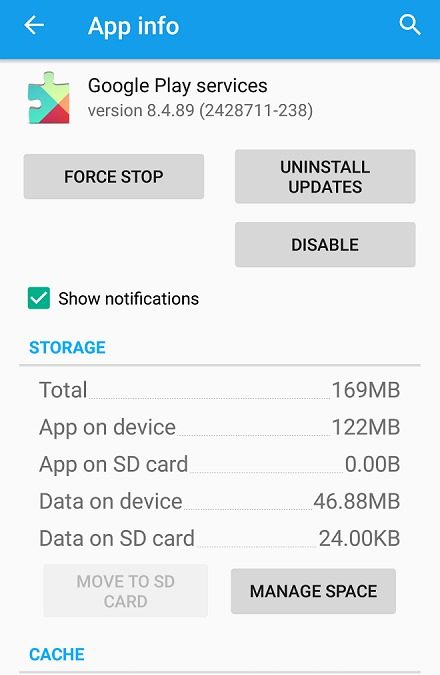 App info
Google Play services
version 8.4.89 (2428711-238)
FORCE STOP
UNINSTALL
UPDATES
DISABLE
Show notifications
STORAGE
Total 169MB
App on device 122MB
App on SD card 0.00B
Data on device 46.88MB
Data on SD card 24.00KB
MOVE TO SD
CARD
MANAGE SPACE
CACHE